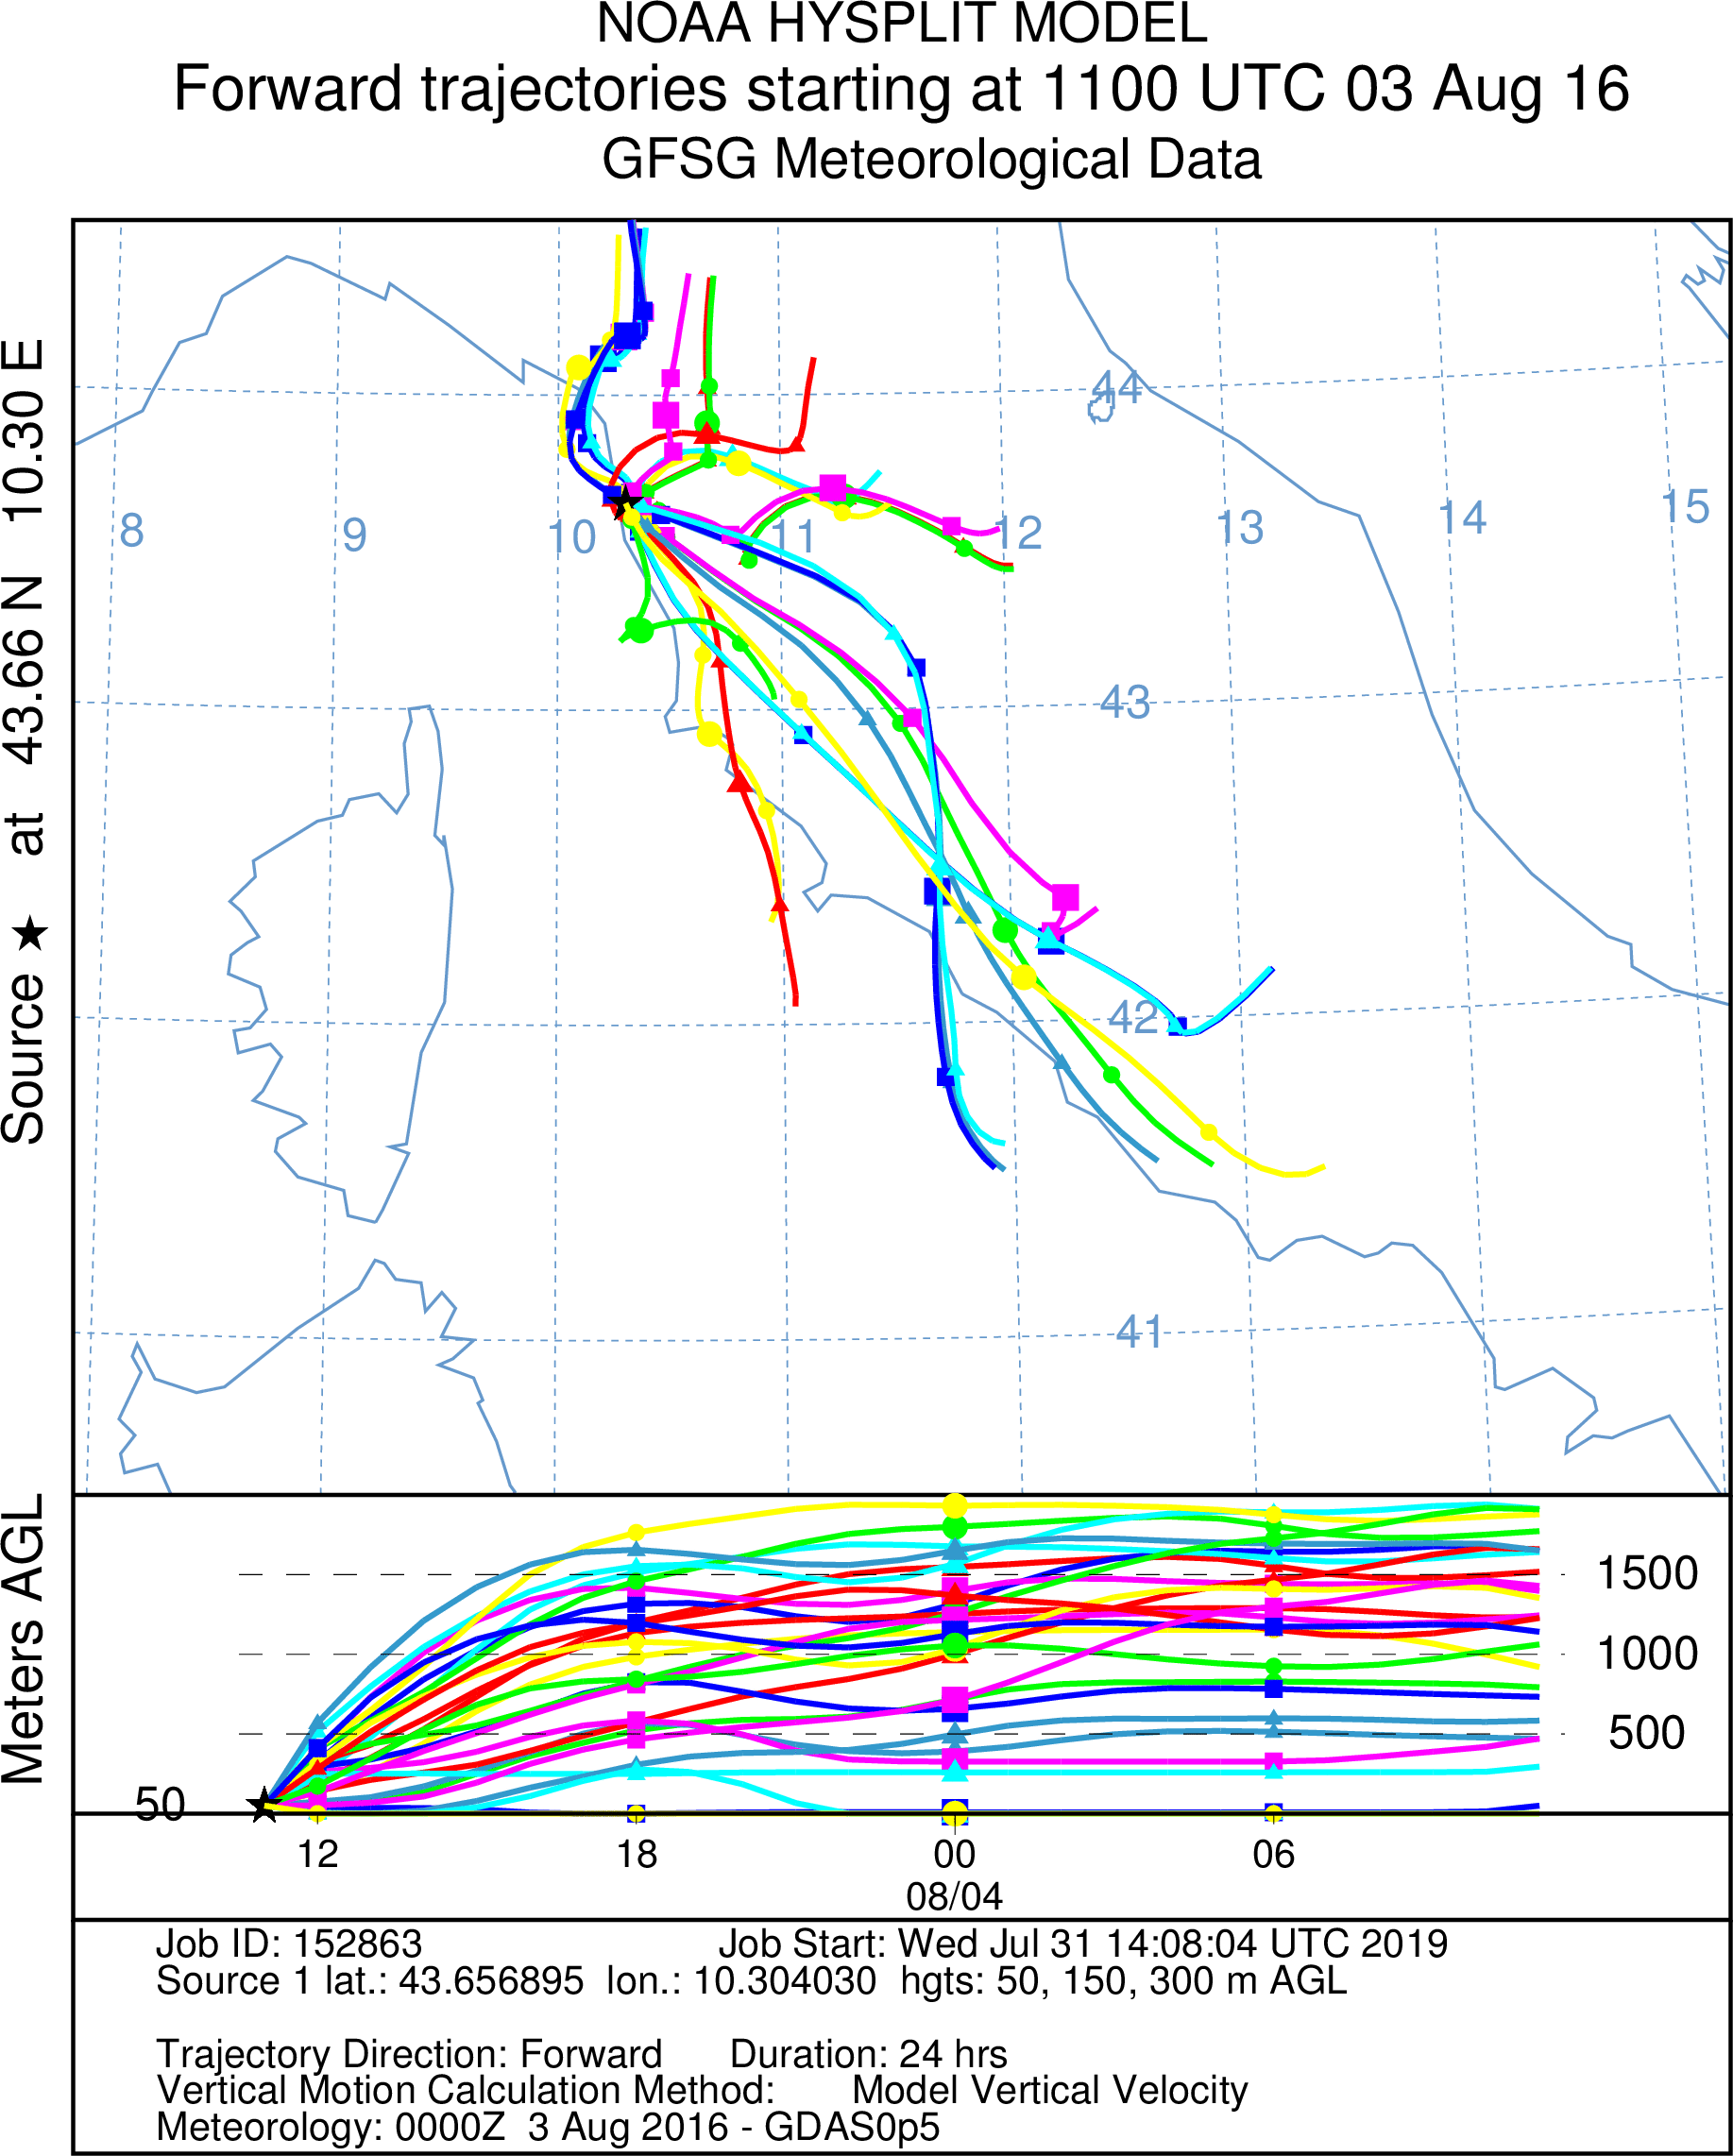 NOAA HYSPLIT MODEL
Forward trajectories starting at 1100 UTC 03 Aug 16
GFSG Meteorological Data
Source ★ at 43.66 N 10.30 E
44
8
9
10
11
12
13
14
15
43
42
41
Meters AGL
1500
1000
500
50
12
18
00
06
08/04
Job ID: 152863 Job Start: Wed Jul 31 14:08:04 UTC 2019
Source 1 lat.: 43.656895 lon.: 10.304030 hgts: 50, 150, 300 m AGL
Trajectory Direction: Forward Duration: 24 hrs
Vertical Motion Calculation Method: Model Vertical Velocity
Meteorology: 0000Z 3 Aug 2016 - GDAS0p5